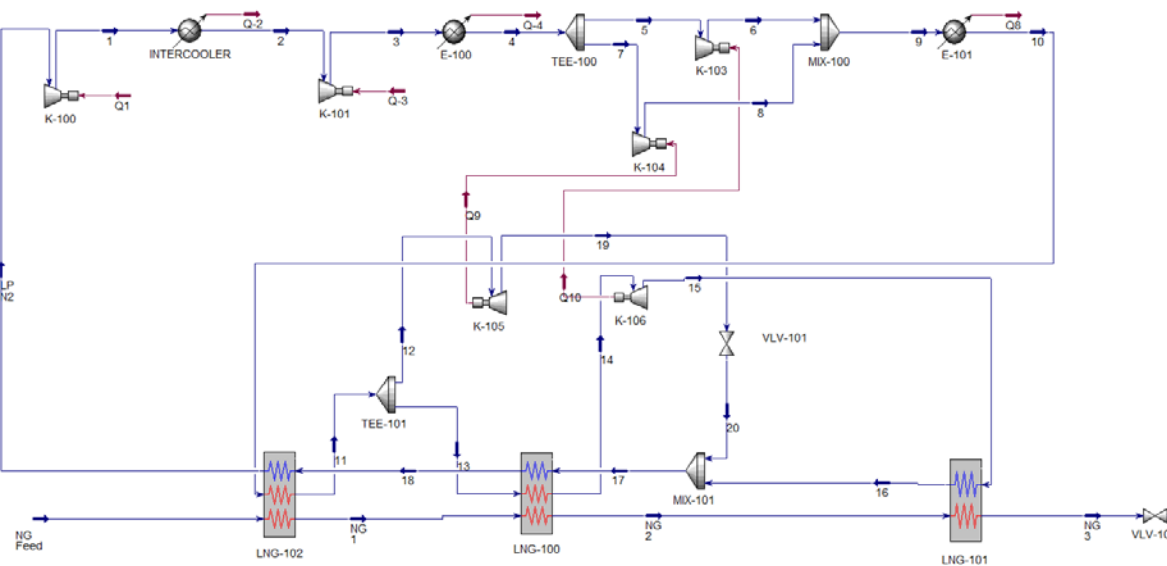 Q-2
Q-4
Q8
1
INTERCOOLER
2
3
E-100
4
5
6
TEE-100
7
K-103
MIX-100
9
E-101
10
K-100
Q1
K-101
Q-3
8
K-104
Q9
19
LP
N2
Q10
K-106
15
K-105
VLV-101
12
14
TEE-101
20
11
13
18
17
MIX-101
16
NG
Feed
LNG-102
NG
1
LNG-100
NG
2
LNG-101
NG
3